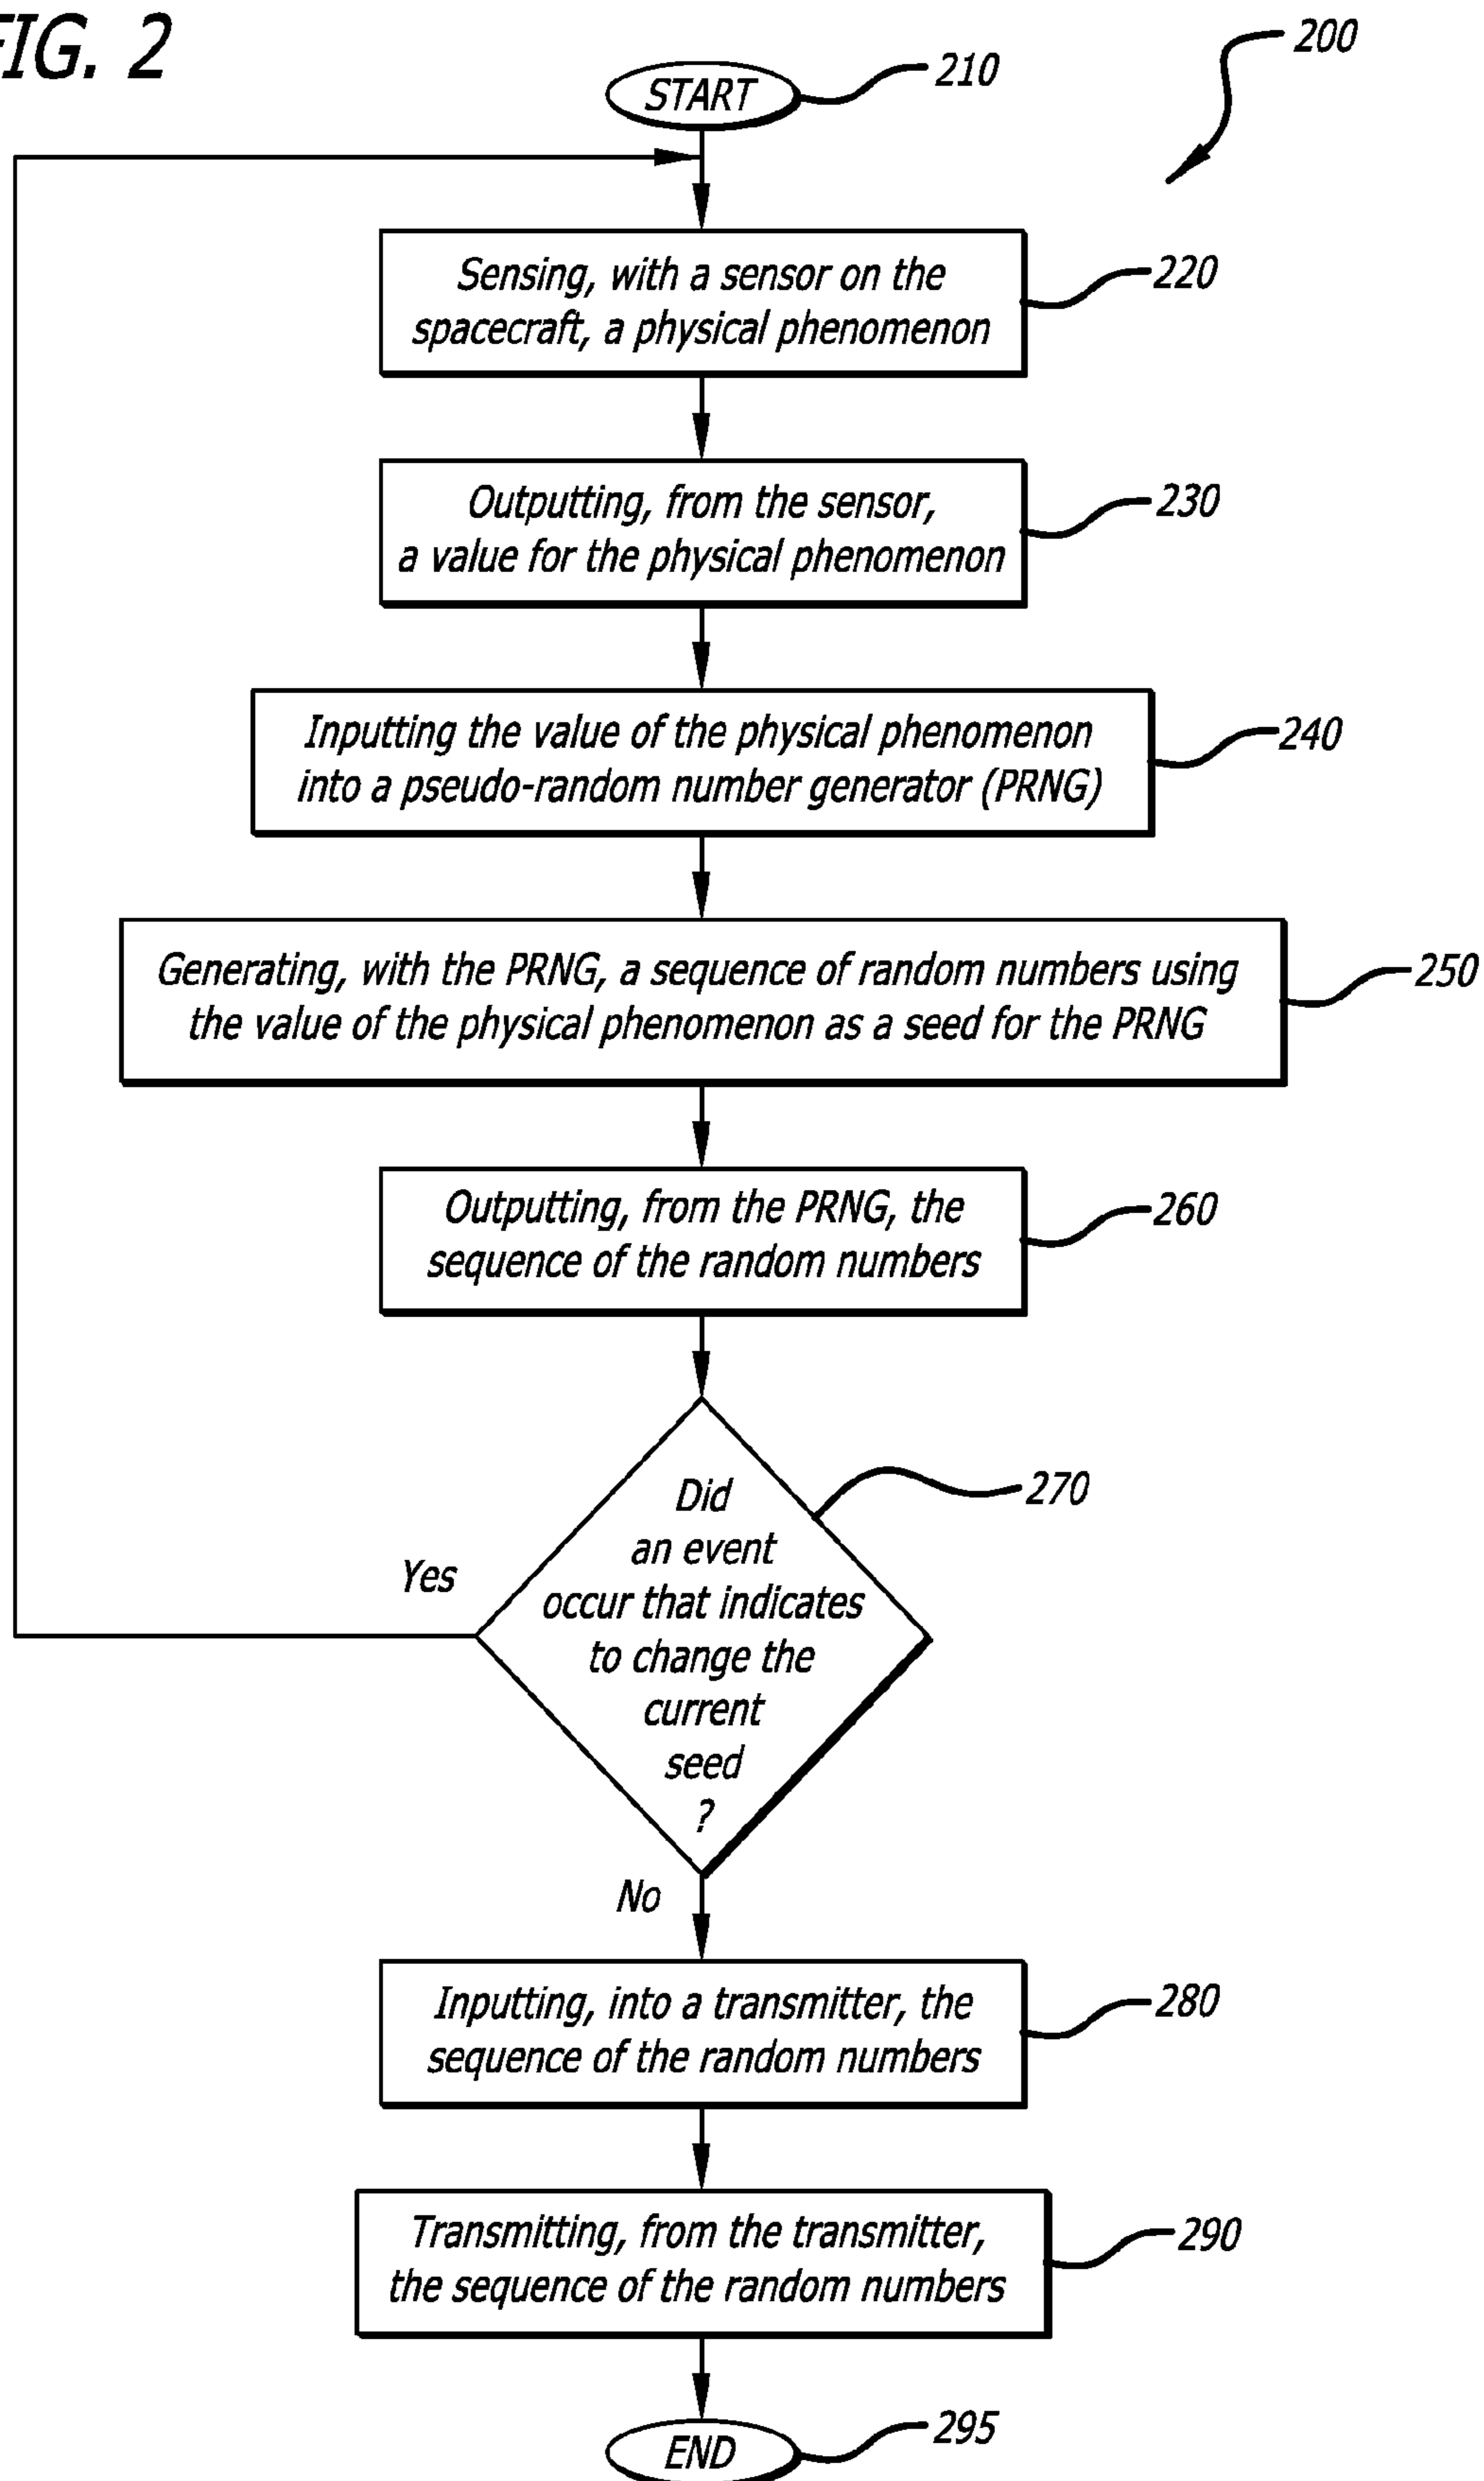 FIG. 2
200
START
210
Sensing, with a sensor on the
spacecraft, a physical phenomenon
220
Outputting, from the sensor,
a value for the physical phenomenon
230
Inputting the value of the physical phenomenon
into a pseudo-random number generator (PRNG)
240
Generating, with the PRNG, a sequence of random numbers using
the value of the physical phenomenon as a seed for the PRNG
250
Outputting, from the PRNG, the
sequence of the random numbers
260
Did
an event
occur that indicates
to change the
current
seed
?
270
Yes
No
Inputting, into a transmitter, the
sequence of the random numbers
280
Transmitting, from the transmitter,
the sequence of the random numbers
290
END
295